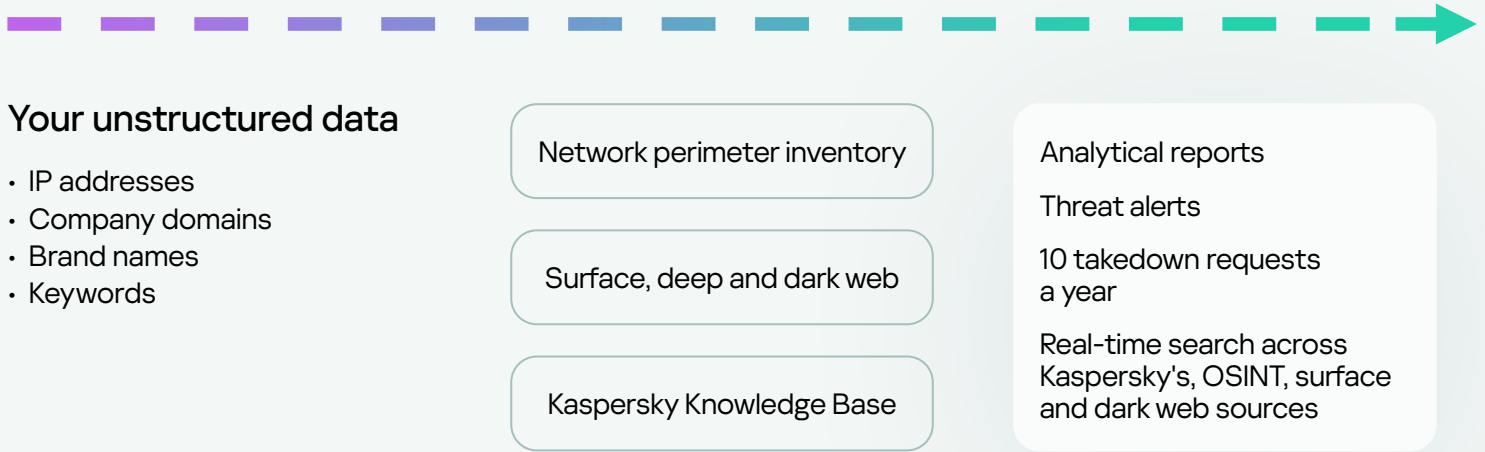 Your unstructured data
• IP addresses
• Company domains
• Brand names
• Keywords
Network perimeter inventory
Surface, deep and dark web
Kaspersky Knowledge Base
Analytical reports
Threat alerts
10 takedown requests
a year
Real-time search across
Kaspersky's, OSINT, surface
and dark web sources